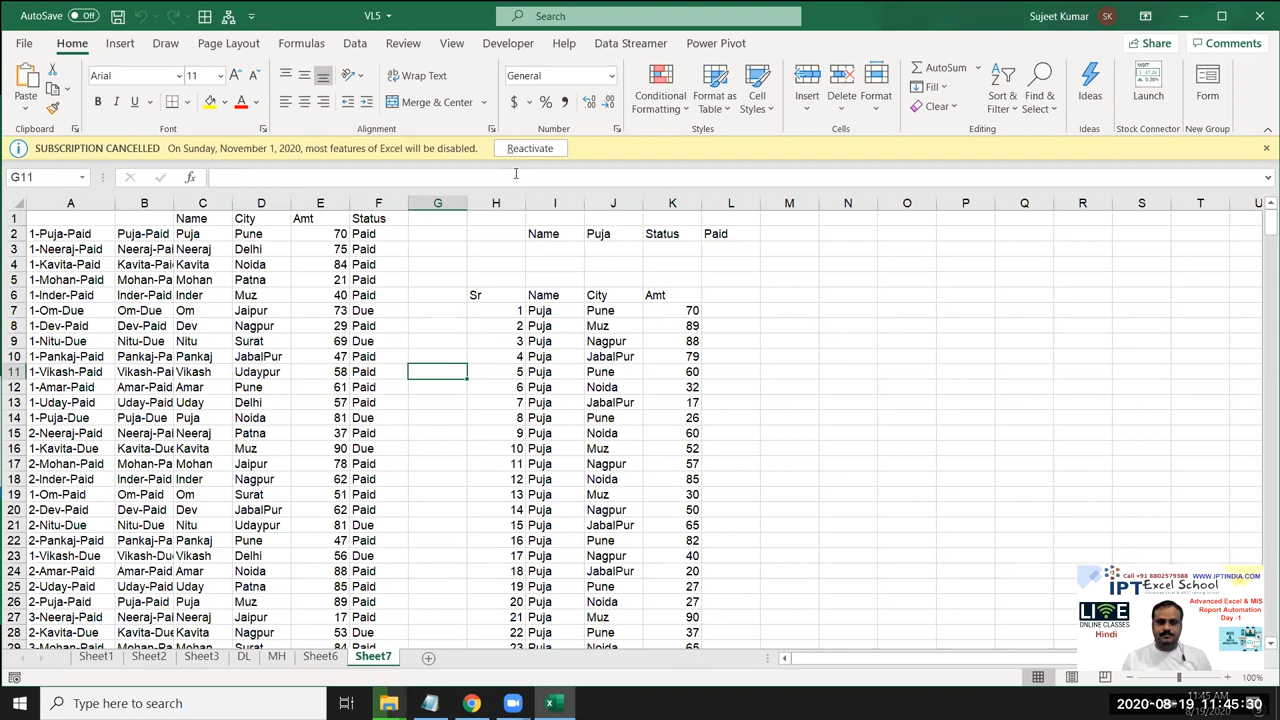 AutoSave Off VL5 Search Sujeet Kumar SK
File Home Insert Draw Page Layout Formulas Data Review View Developer Help Data Streamer Power Pivot Share Comments
Paste Arial 11 Wrap Text General Conditional Formatting Format as Table Cell Styles Insert Delete Format AutoSum Fill Clear Sort & Filter Find & Select Ideas Launch Form
B I U Merge & Center $ % ,
Clipboard Font Alignment Number Styles Cells Editing Ideas Stock Connector New Group
SUBSCRIPTION CANCELLED On Sunday, November 1, 2020, most features of Excel will be disabled. Reactivate
G11 fx
A B C D E F G H I J K L M N O P Q R S T U
1 Name City Amt Status
2 1-Puja-Paid Puja-Paid Puja Pune 70 Paid Name Puja Status Paid
3 1-Neeraj-Paid Neeraj-Pai Neeraj Delhi 75 Paid
4 1-Kavita-Paid Kavita-Pai Kavita Noida 84 Paid
5 1-Mohan-Paid Mohan-Pa Mohan Patna 21 Paid
6 1-Inder-Paid Inder-Paid Inder Muz 40 Paid Sr Name City Amt
7 1-Om-Due Om-Due Om Jaipur 73 Due 1 Puja Pune 70
8 1-Dev-Paid Dev-Paid Dev Nagpur 29 Paid 2 Puja Muz 89
9 1-Nitu-Due Nitu-Due Nitu Surat 69 Due 3 Puja Nagpur 88
10 1-Pankaj-Paid Pankaj-P Pankaj JabalPur 47 Paid 4 Puja JabalPur 79
11 1-Vikash-Paid Vikash-Pai Vikash Udaypur 58 Paid 5 Puja Pune 60
12 1-Amar-Paid Amar-Paid Amar Pune 61 Paid 6 Puja Noida 32
13 1-Uday-Paid Uday-Paid Uday Delhi 57 Paid 7 Puja JabalPur 17
14 1-Puja-Due Puja-Due Puja Noida 81 Due 8 Puja Pune 26
15 2-Neeraj-Paid Neeraj-Pai Neeraj Patna 37 Paid 9 Puja Noida 60
16 1-Kavita-Due Kavita-Due Kavita Muz 90 Due 10 Puja Muz 52
17 2-Mohan-Paid Mohan-Pa Mohan Jaipur 78 Paid 11 Puja Nagpur 57
18 2-Inder-Paid Inder-Paid Inder Nagpur 62 Paid 12 Puja Noida 85
19 1-Om-Paid Om-Paid Om Surat 51 Paid 13 Puja Muz 30
20 2-Dev-Paid Dev-Paid Dev JabalPur 62 Paid 14 Puja Nagpur 50
21 2-Nitu-Due Nitu-Due Nitu Udaypur 81 Due 15 Puja JabalPur 65
22 2-Pankaj-Paid Pankaj-P Pankaj Pune 47 Paid 16 Puja Pune 82
23 1-Vikash-Due Vikash-Du Vikash Delhi 56 Due 17 Puja Nagpur 40
24 2-Amar-Paid Amar-Paid Amar Noida 88 Paid 18 Puja JabalPur 20
25 2-Uday-Paid Uday-Paid Uday Patna 85 Paid 19 Puja Pune 27
26 2-Puja-Paid Puja-Paid Puja Muz 89 Paid 20 Puja Noida 27
27 3-Neeraj-Paid Neeraj-Pai Neeraj Jaipur 17 Paid 21 Puja Muz 90
28 2-Kavita-Due Kavita-Due Kavita Nagpur 53 Due 22 Puja Pune 37
29 3-Mohan-Paid Mohan-Pa Mohan Surat 84 Paid 23 Puja Noida 65
Call +91 8802579388 WWW.IPTINDIA.COM
IPT Excel School
Advanced Excel & MIS Training School
LIVE
ONLINE CLASSES
Hindi
Advanced Excel & MIS
Report Automation
Day -1
Sheet1 Sheet2 Sheet3 DL MH Sheet6 Sheet7
100%
Type here to search
11:45 AM
8/19/2020
2020-08-19 11:45:30